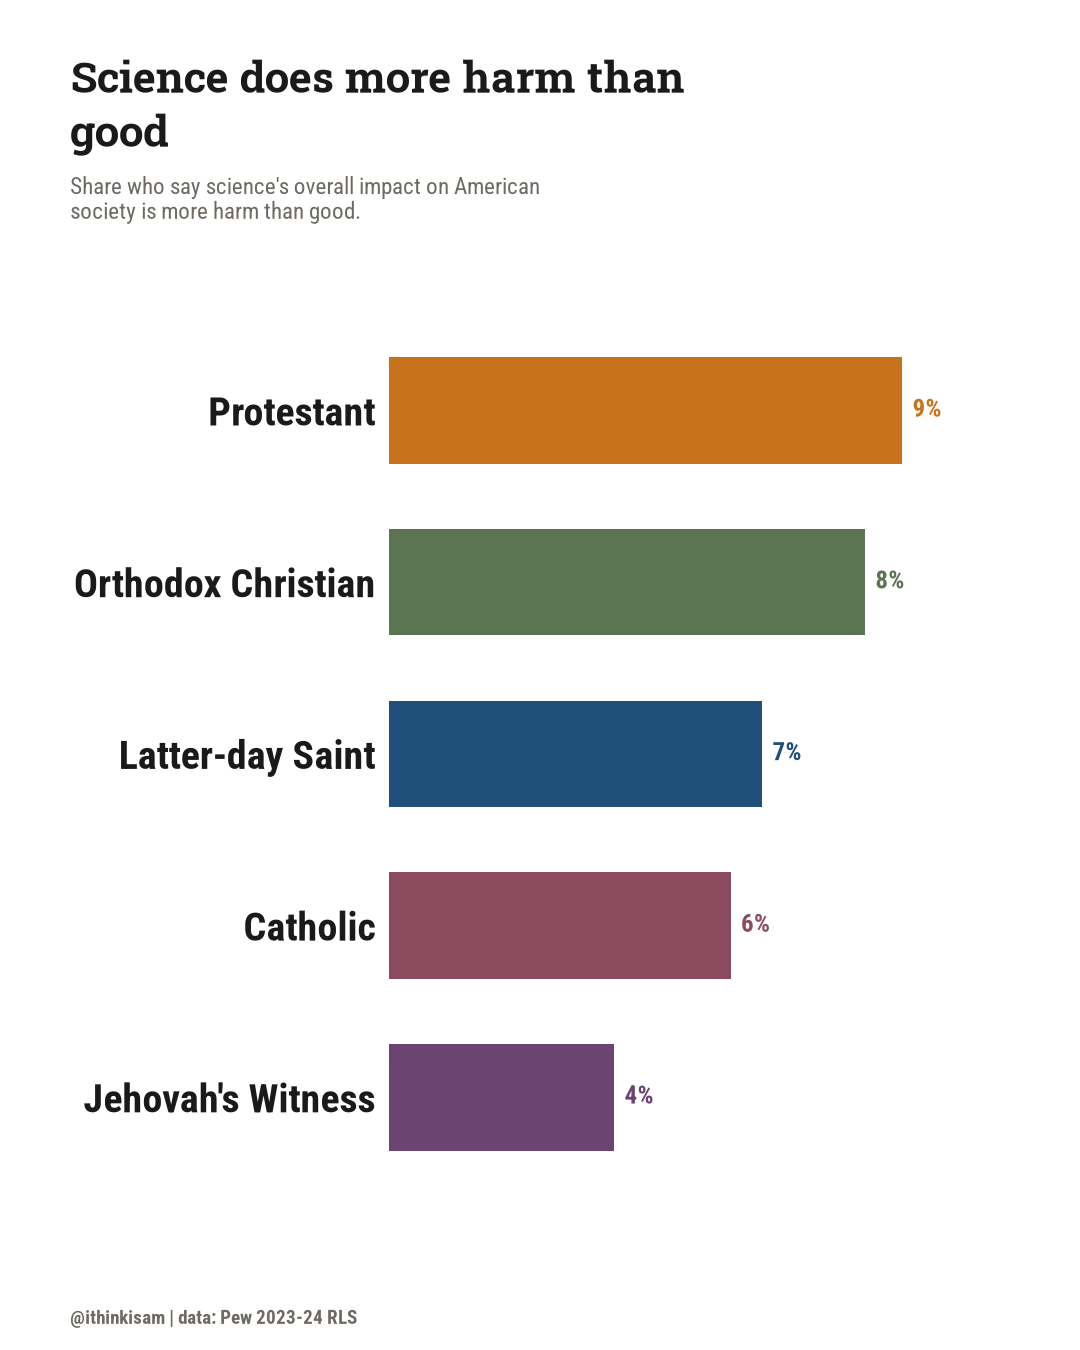 Science does more harm than
good
Share who say science's overall impact on American
society is more harm than good.
Protestant
9%
Orthodox Christian
8%
Latter-day Saint
7%
Catholic
6%
Jehovah's Witness
4%
@ithinkisam | data: Pew 2023-24 RLS